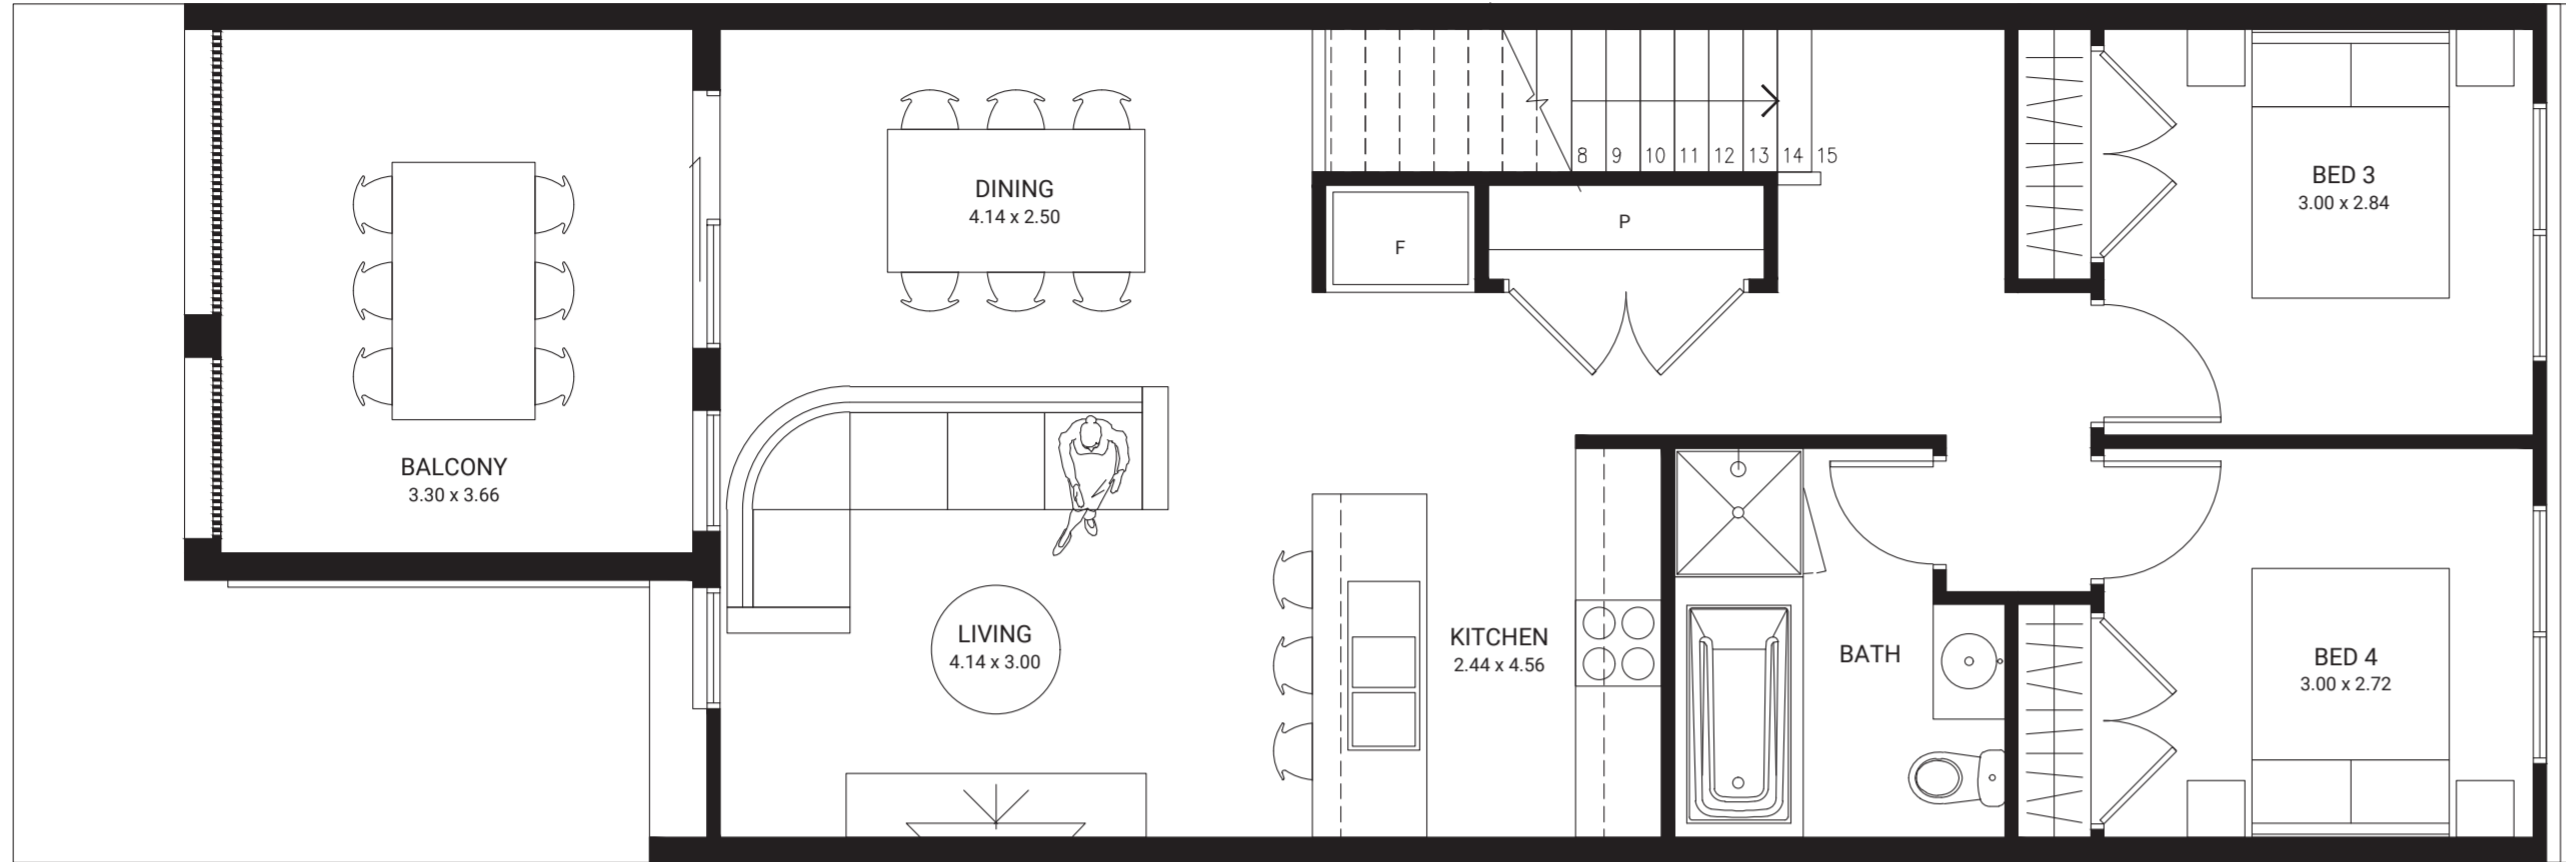 8 9 10 11 12 13 14 15
DINING
4.14 x 2.50
BED 3
3.00 x 2.84
P
F
BALCONY
3.30 x 3.66
LIVING
4.14 x 3.00
KITCHEN
2.44 x 4.56
BATH
BED 4
3.00 x 2.72